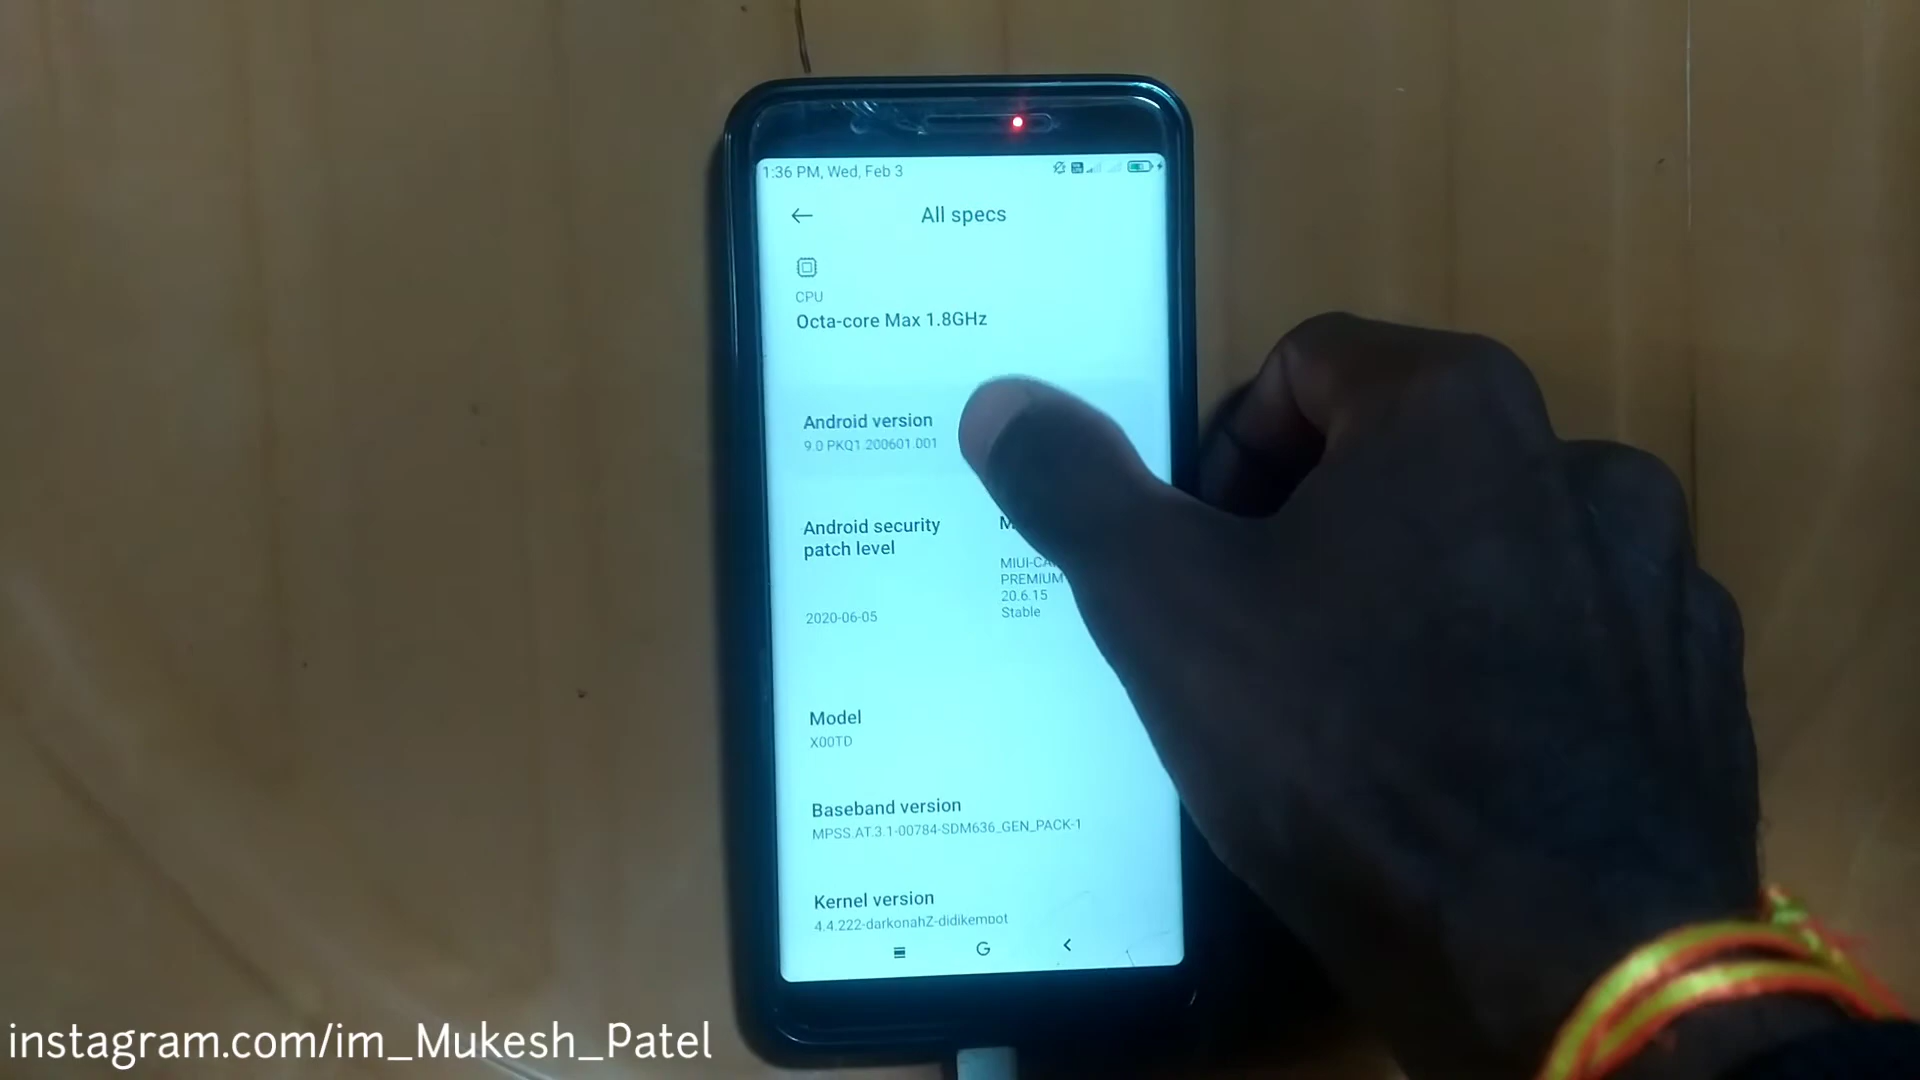 1:36 PM, Wed, Feb 3
All specs
CPU
Octa-core Max 1.8GHz
Android version
9.0 PKQ1.200601.001
Android security
patch level
2020-06-05
PREMIUM
20.6.15
Stable
Model
X00TD
Baseband version
MPSS.AT.3.1-00784-SDM636_GEN_PACK-1
Kernel version
4.4.222-darkonahZ-didikempot
G
instagram.com/im_Mukesh_Patel